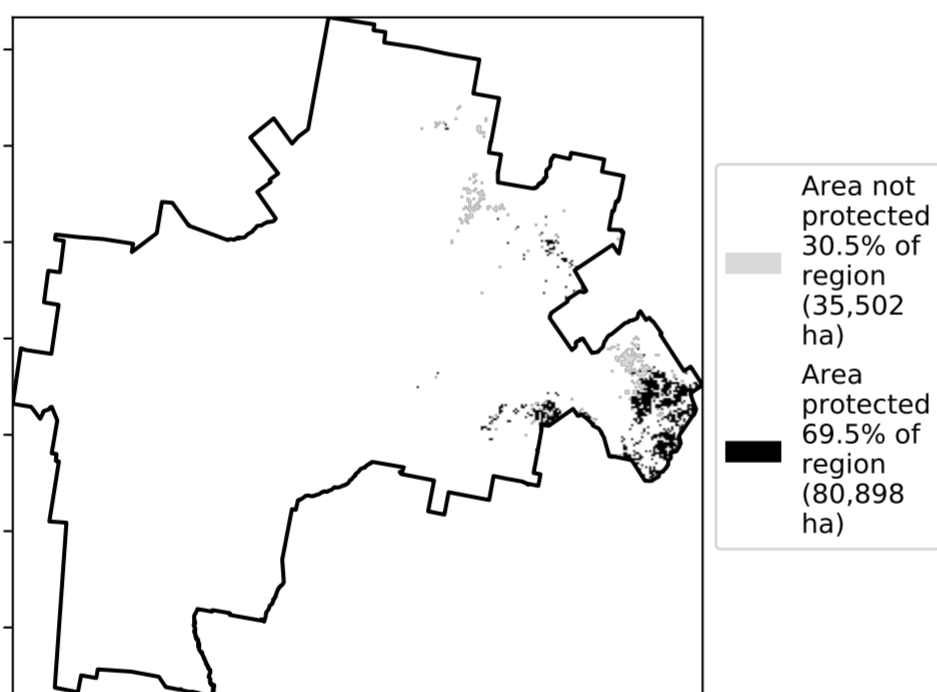 Area not
protected
30.5% of
region
(35,502
ha)
Area
protected
69.5% of
region
(80,898
ha)